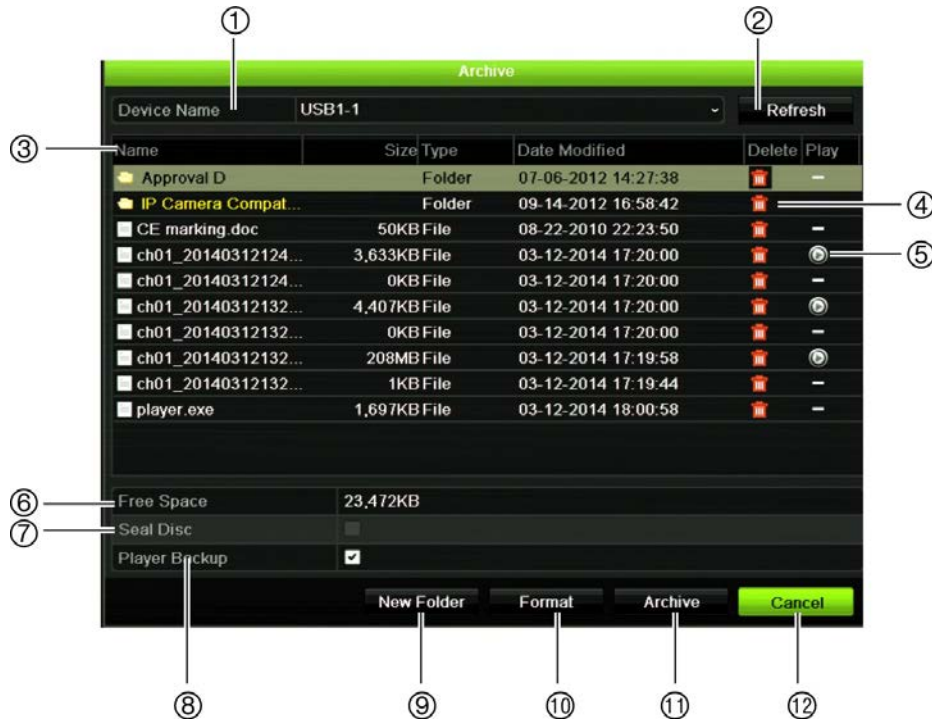 ① ②
Archive
Device Name USB1-1 Refresh
③ Name Size Type Date Modified Delete Play
Approval D Folder 07-06-2012 14:27:38 –
IP Camera Compat... Folder 09-14-2012 16:58:42 ④
CE marking.doc 50KB File 08-22-2010 22:23:50 –
ch01_20140312124... 3,633KB File 03-12-2014 17:20:00 ⑤
ch01_20140312124... 0KB File 03-12-2014 17:20:00 –
ch01_20140312132... 4,407KB File 03-12-2014 17:20:00
ch01_20140312132... 0KB File 03-12-2014 17:20:00 –
ch01_20140312132... 208MB File 03-12-2014 17:19:58
ch01_20140312132... 1KB File 03-12-2014 17:19:44 –
player.exe 1,697KB File 03-12-2014 18:00:58 –
⑥ Free Space 23,472KB
⑦ Seal Disc
Player Backup
New Folder Format Archive Cancel
⑧ ⑨ ⑩ ⑪ ⑫